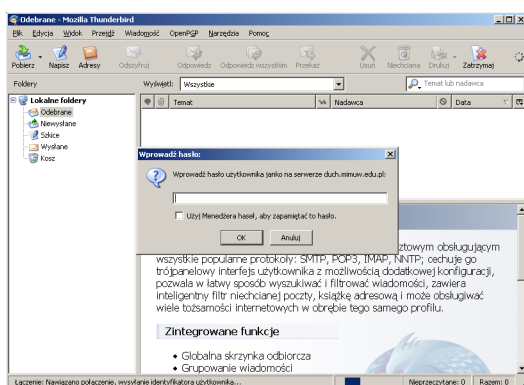 Odebrane - Mozilla Thunderbird
Plik Edycja Widok Przejdź Wiadomość OpenPGP Narzędzia Pomoc
Pobierz Napisz Adresy Odszyfruj Odpowiedz Odpowiedz wszystkim Przekaż Usuń Niechciana Drukuj Zatrzymaj
Foldery Wyświetl: Wszystkie Temat lub nadawca
Lokalne foldery
Odebrane
Niewysłane
Szkice
Wysłane
Kosz
Temat Nadawca Data
Wprowadź hasło:
Wprowadź hasło użytkownika janko na serwerze duch.mimuw.edu.pl:
Użyj Menedżera haseł, aby zapamiętać to hasło.
OK Anuluj
ztowym obsługującym
wszystkie popularne protokoły: SMTP, POP3, IMAP, NNTP; cechuje go
trójpanelowy interfejs użytkownika z możliwością dodatkowej konfiguracji,
pozwala w łatwy sposób wyszukiwać i filtrować wiadomości, zawiera
inteligentny filtr niechcianej poczty, książkę adresową i może obsługiwać
wiele tożsamości internetowych w obrębie tego samego profilu.
Zintegrowane funkcje
Globalna skrzynka odbiorcza
Grupowanie wiadomości
Łączenie: Nawiązano połączenie, wysyłanie identyfikatora użytkownika... Nieprzeczytane: 0 Razem: 0